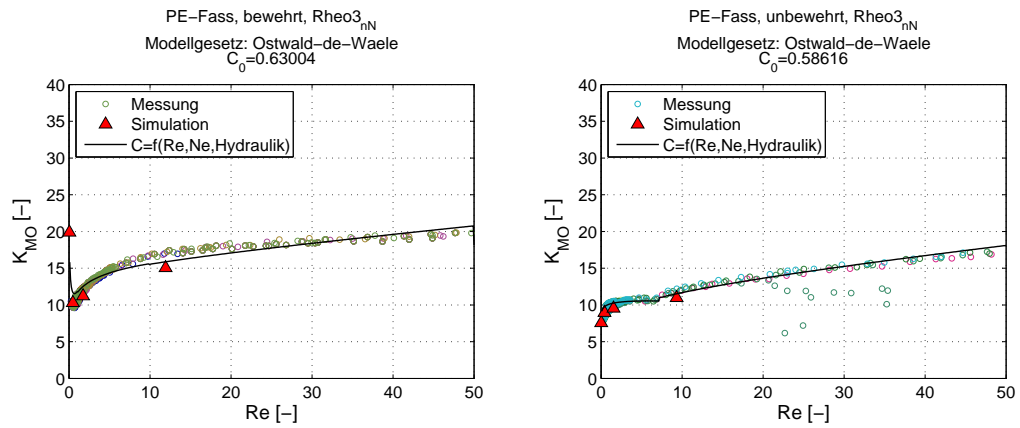 PE−Fass, bewehrt, Rheo3nN
Modellgesetz: Ostwald−de−Waele
C0=0.63004
40
35
30
25
20
15
10
5
0
KMO [−]
Messung
Simulation
C=f(Re,Ne,Hydraulik)
0 10 20 30 40 50
Re [−]
PE−Fass, unbewehrt, Rheo3nN
Modellgesetz: Ostwald−de−Waele
C0=0.58616
40
35
30
25
20
15
10
5
0
KMO [−]
Messung
Simulation
C=f(Re,Ne,Hydraulik)
0 10 20 30 40 50
Re [−]